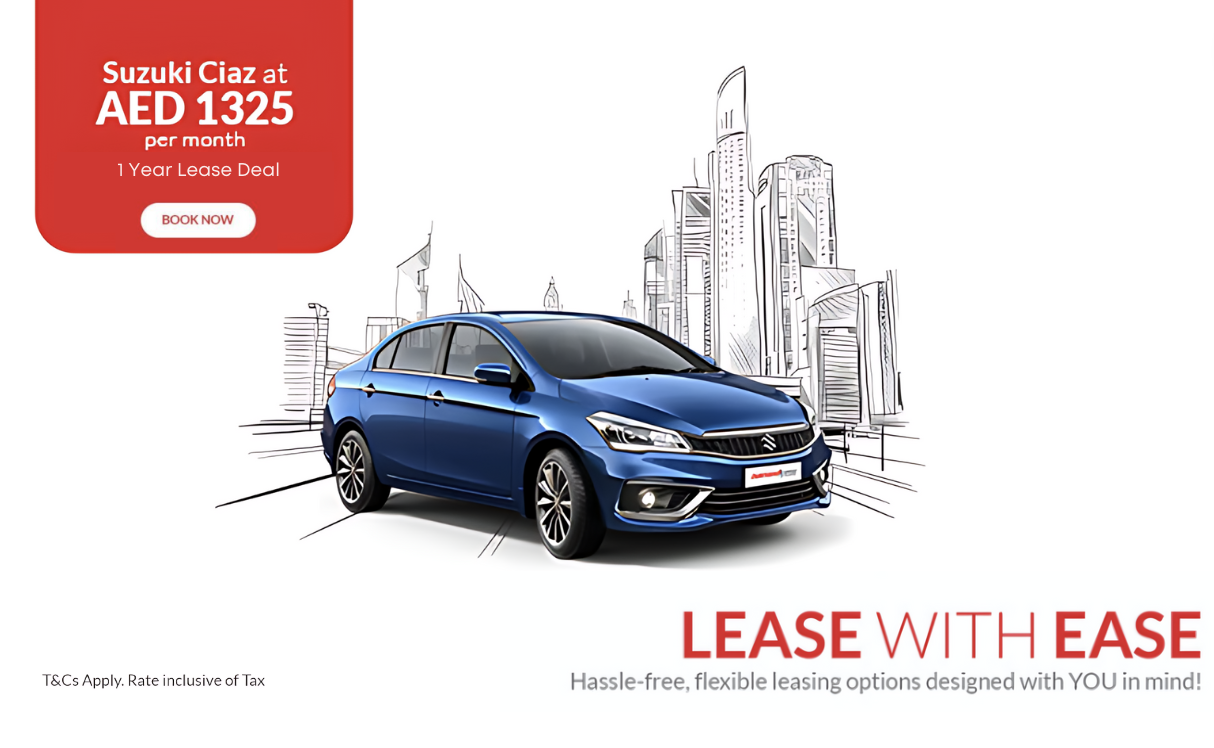 Suzuki Ciaz at
AED 1325
per month
1 Year Lease Deal
BOOK NOW
LEASE WITH EASE
Hassle-free, flexible leasing options designed with YOU in mind!
T&Cs Apply. Rate inclusive of Tax